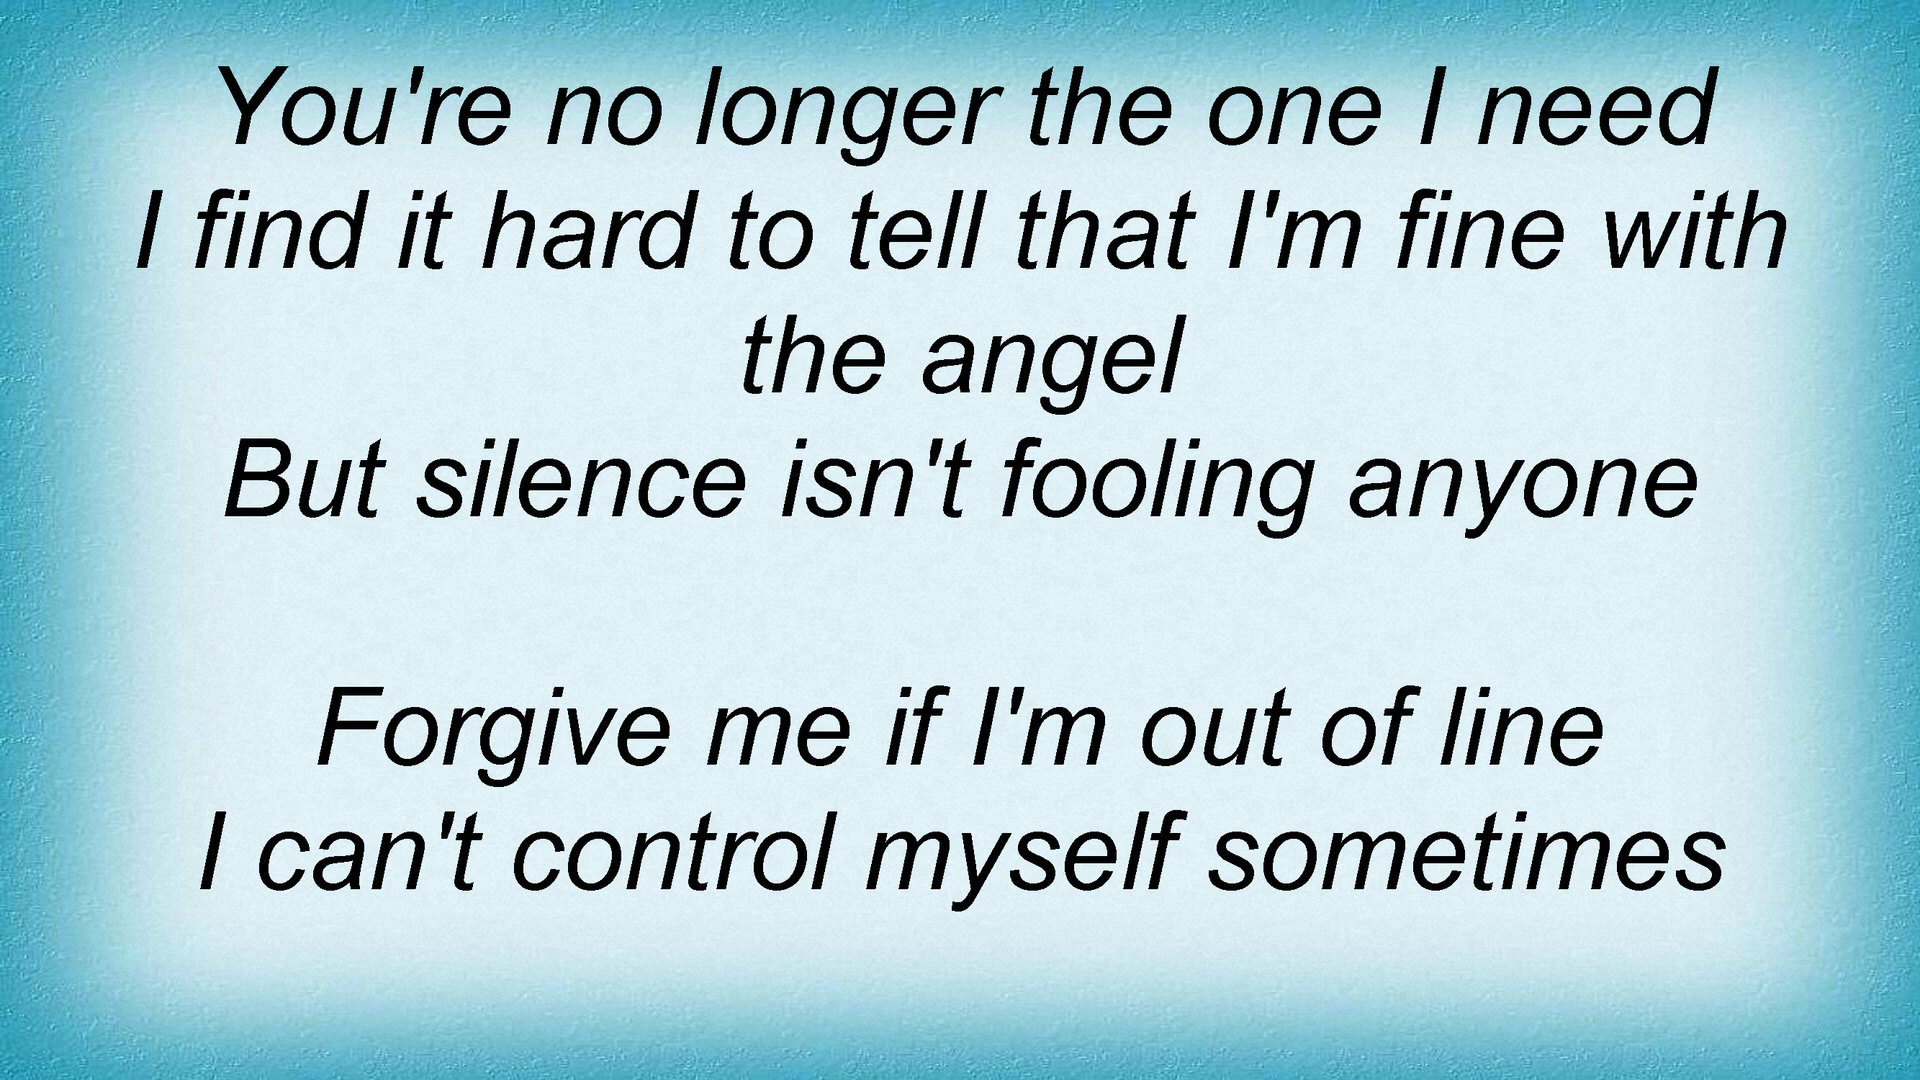 You're no longer the one I need
I find it hard to tell that I'm fine with
the angel
But silence isn't fooling anyone
Forgive me if I'm out of line
I can't control myself sometimes